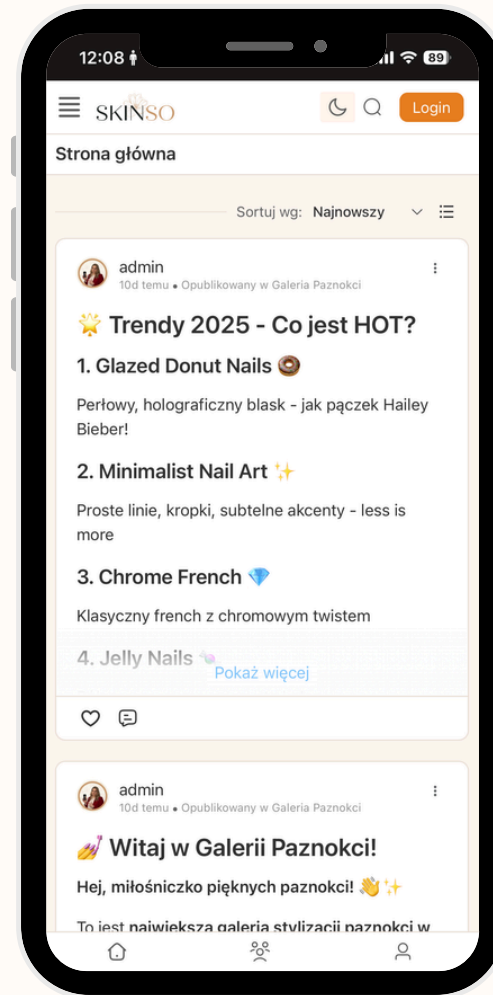 12:08
89
SKINSO
Login
Strona główna
Sortuj wg: Najnowszy
admin
10d temu • Opublikowany w Galeria Paznokci
🌟 Trendy 2025 - Co jest HOT?
1. Glazed Donut Nails 🍩
Perłowy, holograficzny blask - jak pączek Hailey
Bieber!
2. Minimalist Nail Art ✨
Proste linie, kropki, subtelne akcenty - less is
more
3. Chrome French 💎
Klasyczny french z chromowym twistem
4. Jelly Nails 🍬
Pokaż więcej
admin
10d temu • Opublikowany w Galeria Paznokci
💅 Witaj w Galerii Paznokci!
Hej, miłośniczko pięknych paznokci! 👋✨
To jest największa galeria stylizacji paznokci w